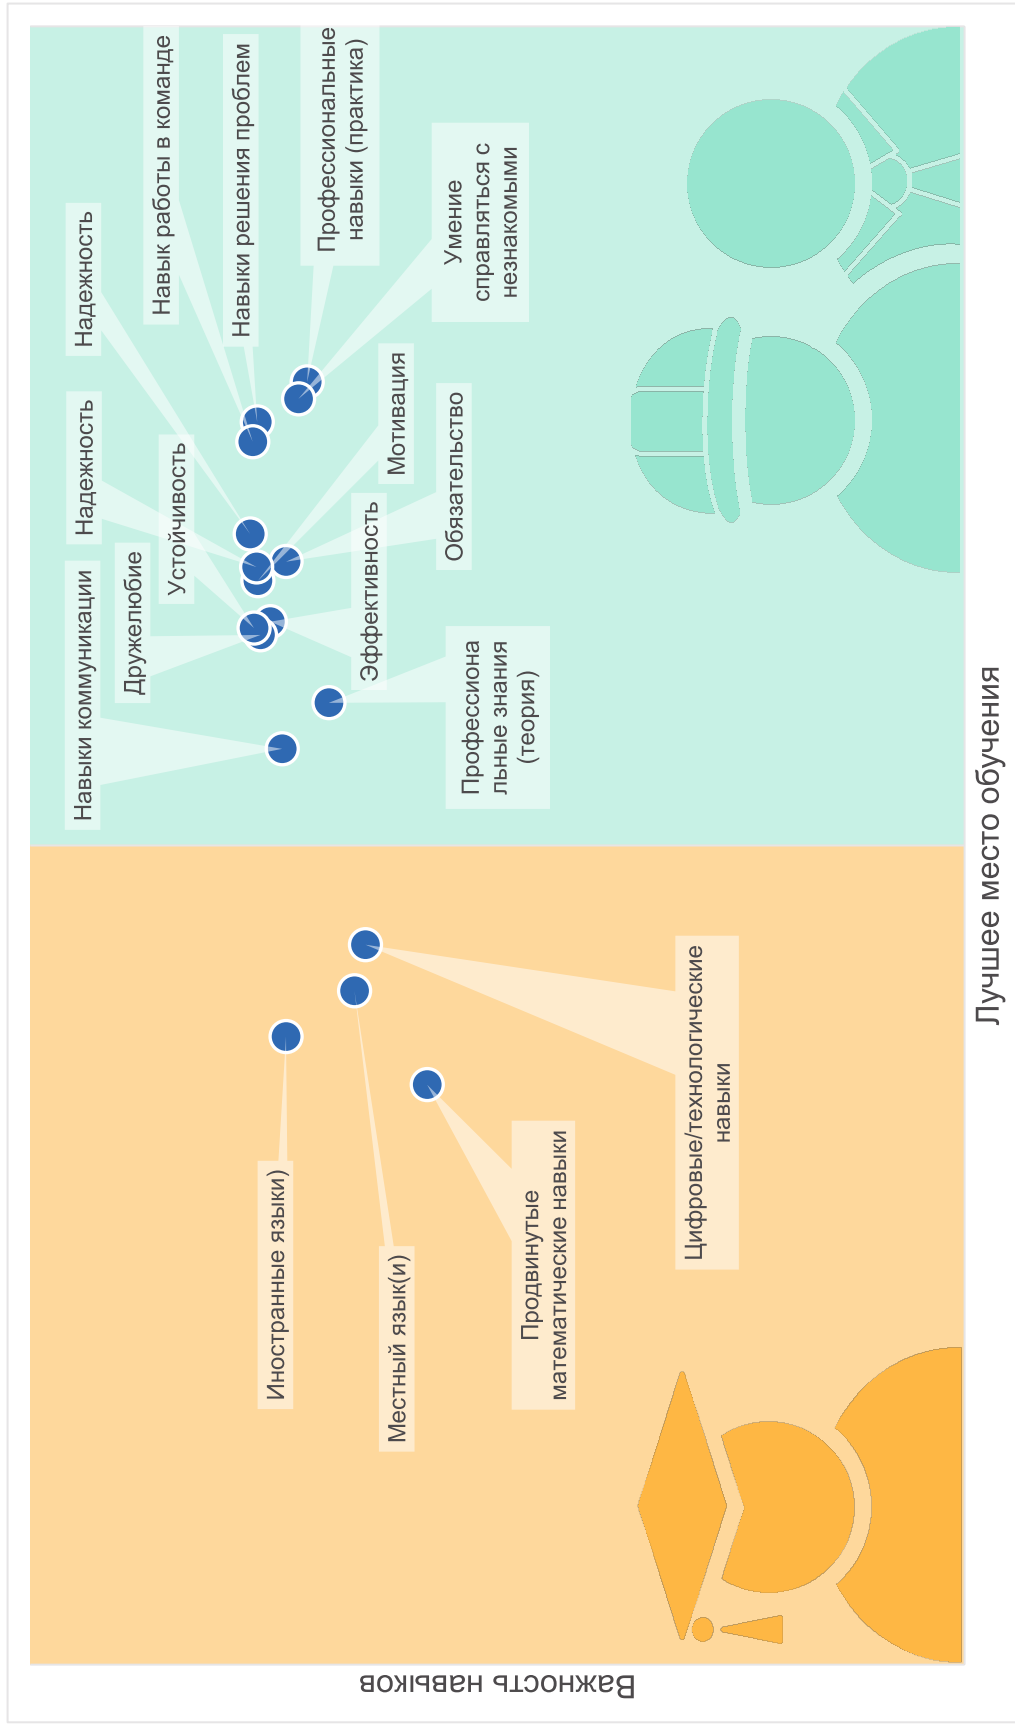 Важность навыков
Иностранные языки)
Местный язык(и)
Продвинутые
математические навыки
Цифровые/технологические
навыки
Навыки коммуникации
Дружелюбие
Надежность
Устойчивость
Надежность
Навык работы в команде
Навыки решения проблем
Профессиональные
навыки (практика)
Умение
справляться с
незнакомыми
Мотивация
Обязательство
Эффективность
Профессиона
льные знания
(теория)
Лучшее место обучения